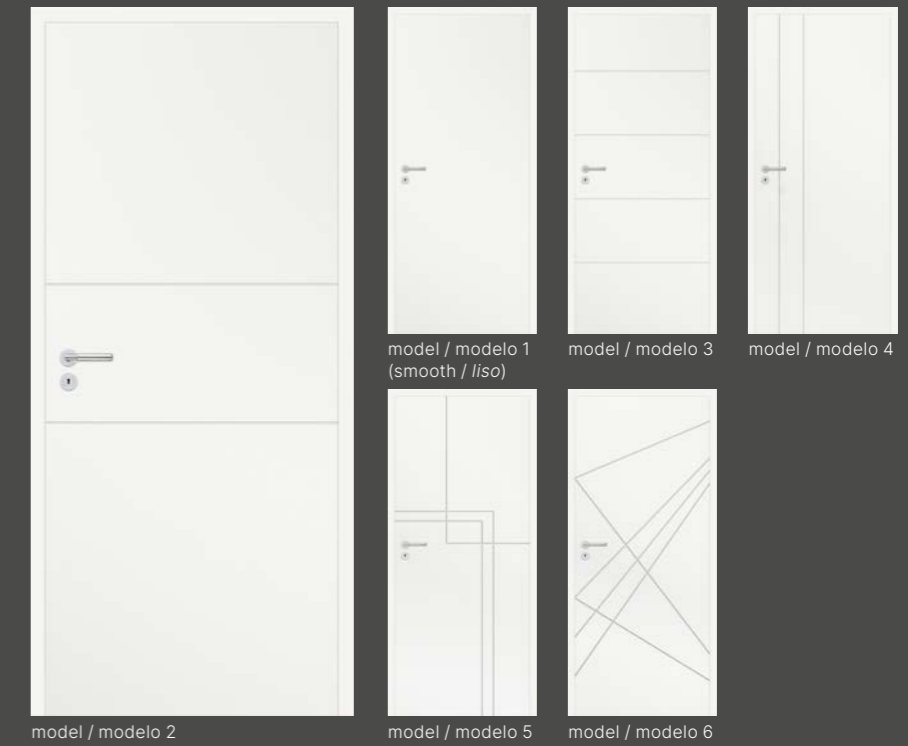 model / modelo 1
(smooth / liso)
model / modelo 3
model / modelo 4
model / modelo 2
model / modelo 5
model / modelo 6